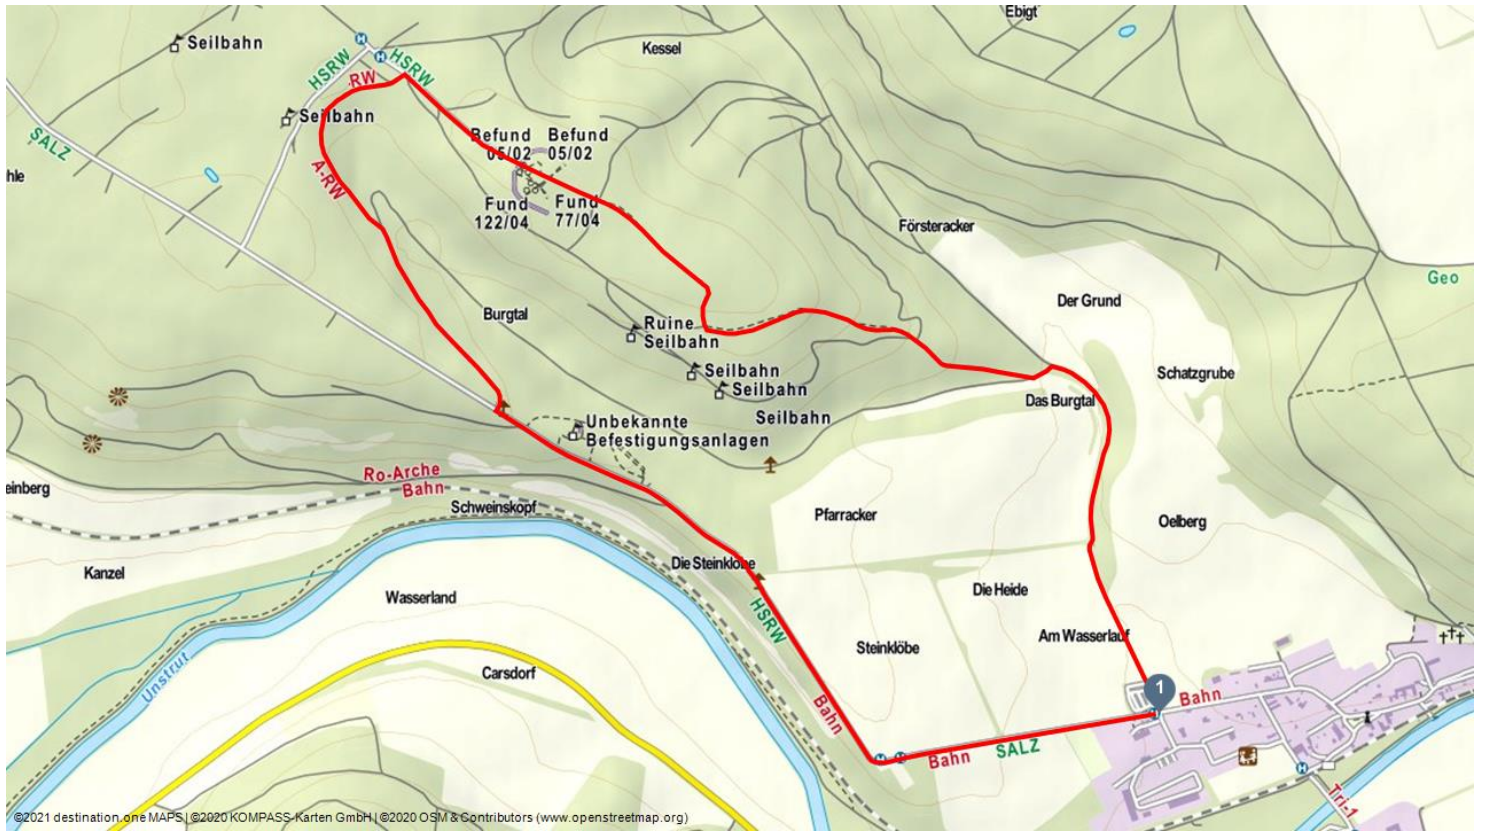 Ebigt
Seilbahn
HSRW
HSRW
Kessel
RW
Seilbahn
SALZ
Befund
05/02
Befund
05/02
hle
A-RW
Fund
122/04
Fund
77/04
Försteracker
Geo
Der Grund
Burgtal
Ruine
Seilbahn
Seilbahn
Schatzgrube
Seilbahn
Das Burgtal
Seilbahn
Unbekannte
Befestigungsanlagen
Ro-Arche
Bahn
einberg
Schweinskopf
Pfarracker
Oelberg
Die Steinklöbe
Kanzel
Wasserland
Die Heide
HSRW
Am Wasserlauf
Steinklöbe
Unstrut
Carsdorf
1
Bahn
Bahn
SALZ
Bahn
Tri-1
©2021 destination.one MAPS | ©2020 KOMPASS-Karten GmbH | ©2020 OSM & Contributors (www.openstreetmap.org)